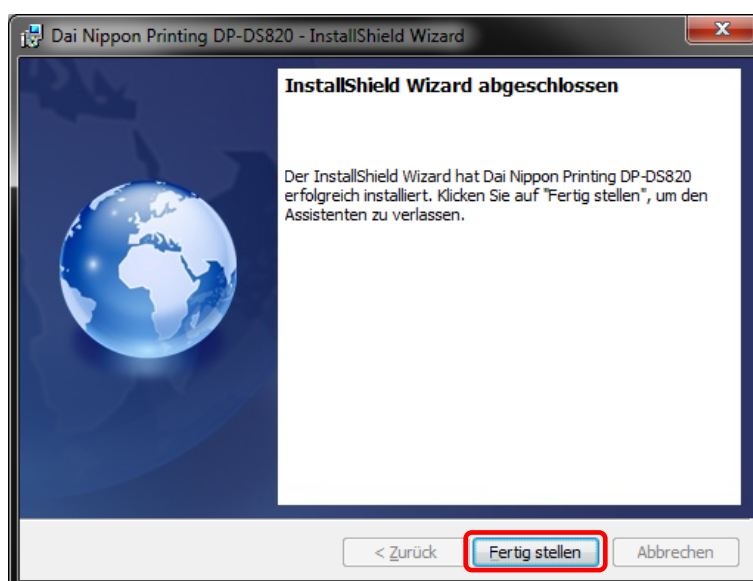 Dai Nippon Printing DP-DS820 - InstallShield Wizard
InstallShield Wizard abgeschlossen
Der InstallShield Wizard hat Dai Nippon Printing DP-DS820
erfolgreich installiert. Klicken Sie auf "Fertig stellen", um den
Assistenten zu verlassen.
< Zurück Fertig stellen Abbrechen